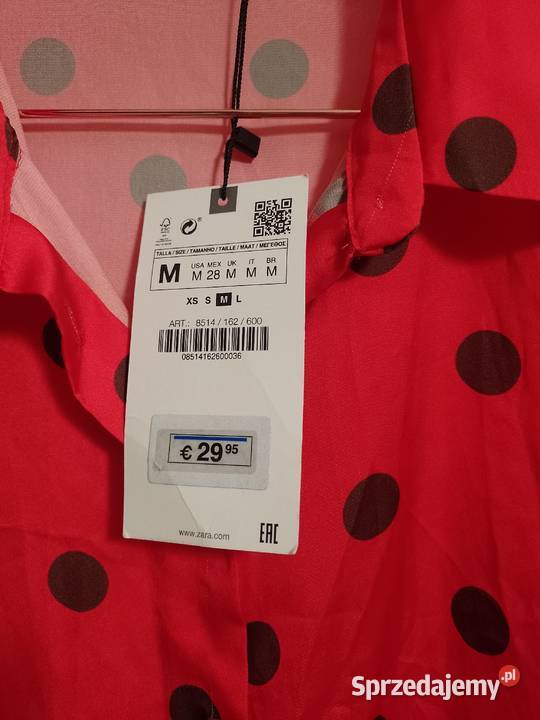 TALLA / SIZE / TAMANHO / TAILLE / MAAT / ΜΕΓΕΘΟΣ
M
USA MEX UK IT BR
M 28 M M M
XS S M L
ART.: 8514 / 162 / 600
08514162600036
€ 29 95
www.zara.com
EAC
Sprzedajemy.pl